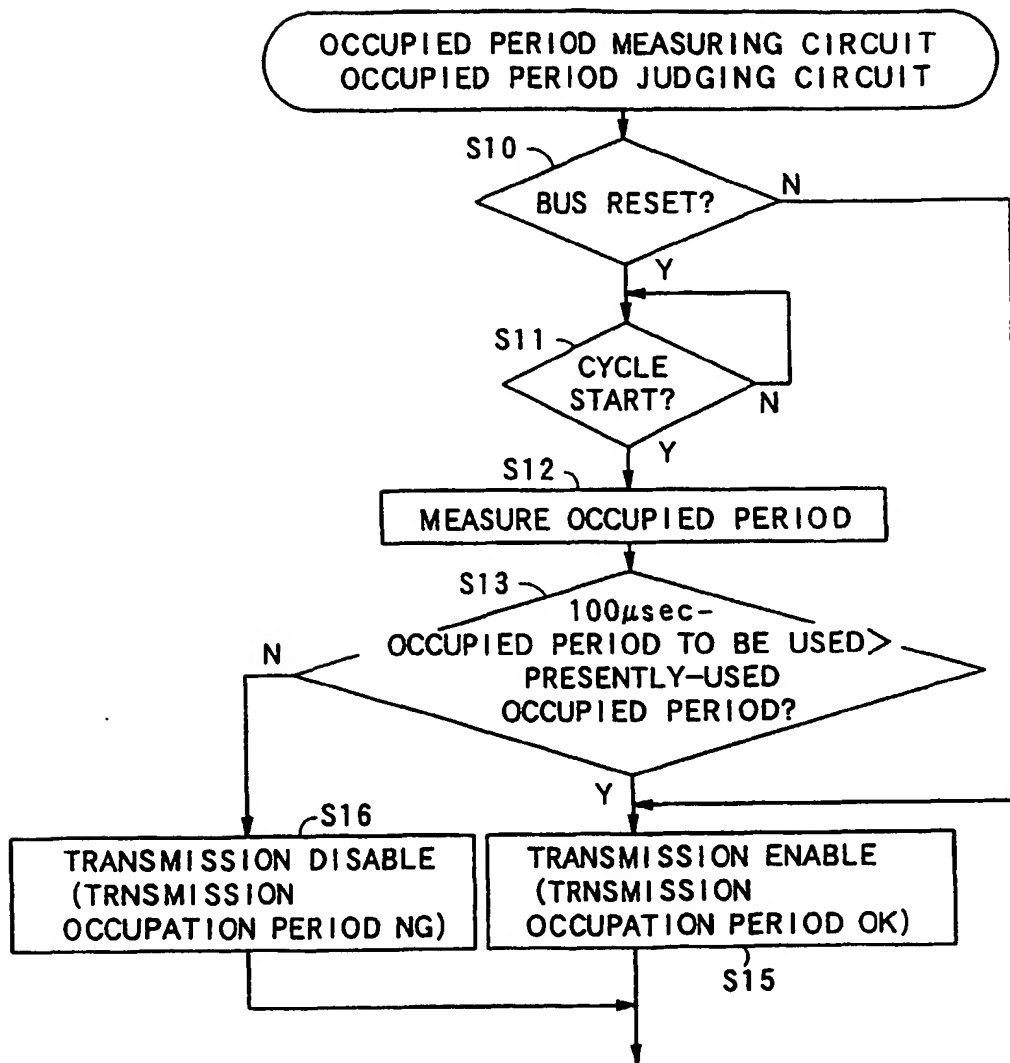 OCCUPIED PERIOD MEASURING CIRCUIT
OCCUPIED PERIOD JUDGING CIRCUIT
S10
BUS RESET?
N
Y
S11
CYCLE
START?
N
Y
S12
MEASURE OCCUPIED PERIOD
S13
100μsec-
OCCUPIED PERIOD TO BE USED>
PRESENTLY-USED
OCCUPIED PERIOD?
N
Y
S16
TRANSMISSION DISABLE
(TRNSMISSION
OCCUPATION PERIOD NG)
TRANSMISSION ENABLE
(TRNSMISSION
OCCUPATION PERIOD OK)
S15